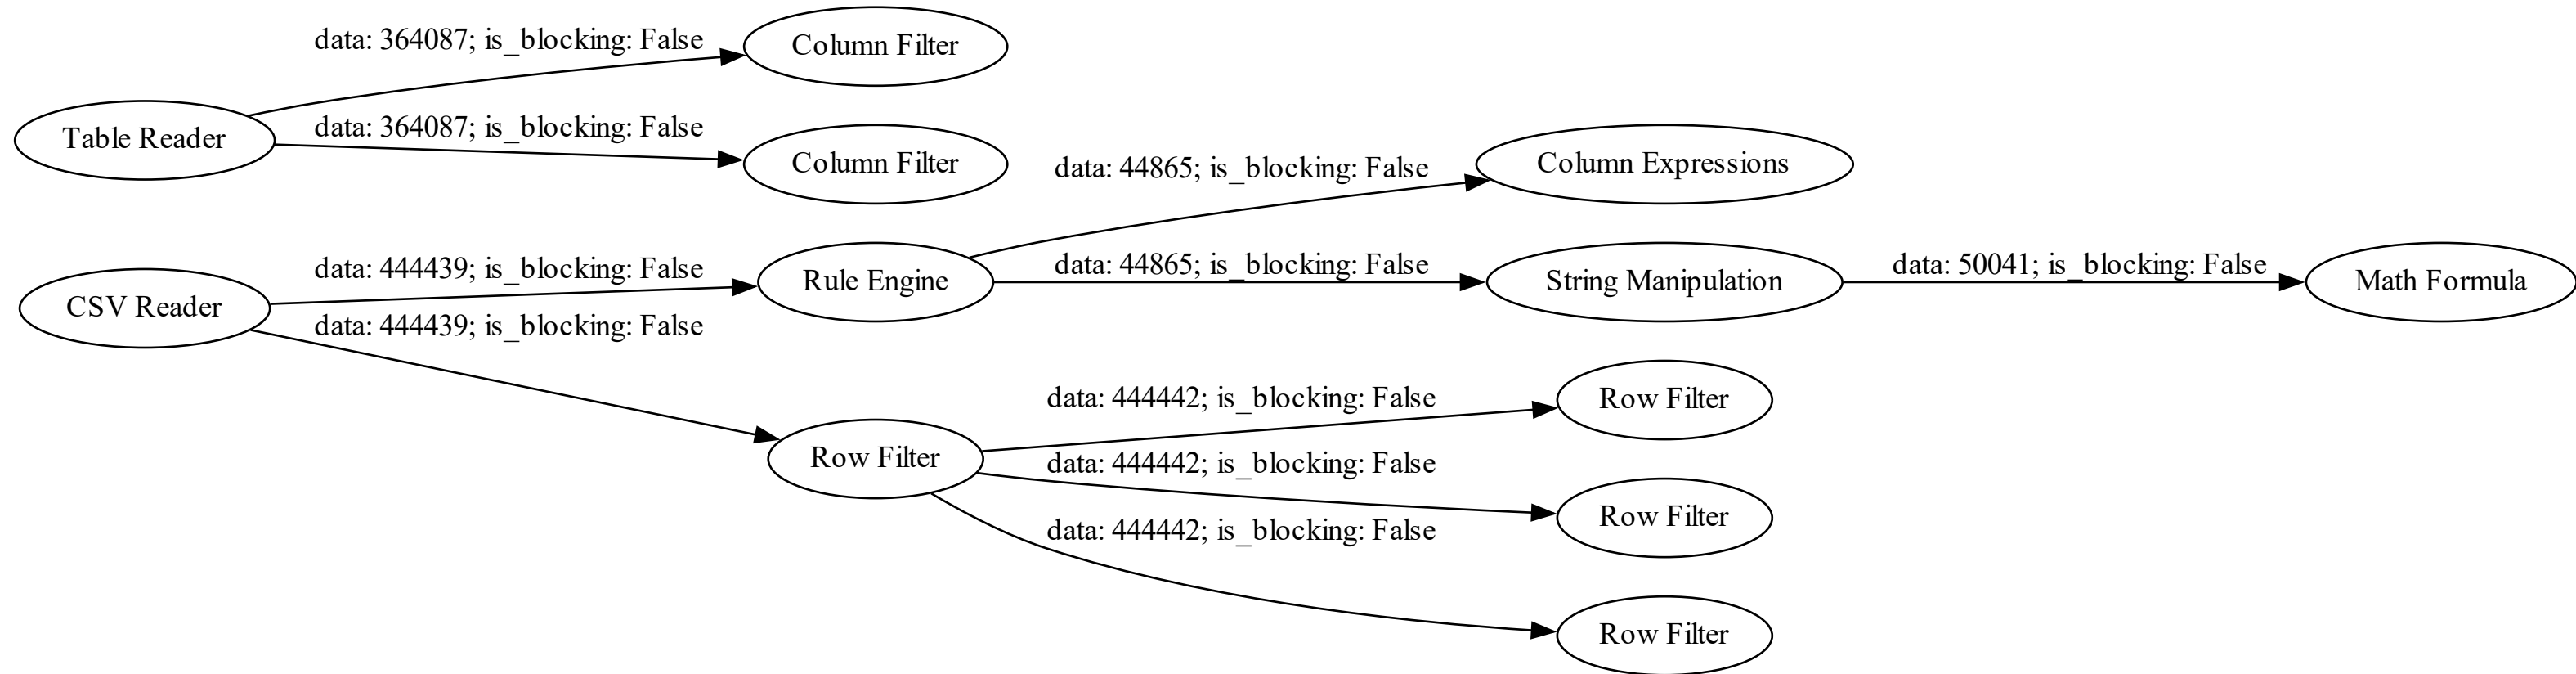 data: 364087; is_blocking: False
Column Filter
Table Reader
data: 364087; is_blocking: False
Column Filter
data: 44865; is_blocking: False
Column Expressions
CSV Reader
data: 444439; is_blocking: False
Rule Engine
data: 44865; is_blocking: False
String Manipulation
data: 50041; is_blocking: False
Math Formula
data: 444439; is_blocking: False
Row Filter
data: 444442; is_blocking: False
Row Filter
data: 444442; is_blocking: False
Row Filter
data: 444442; is_blocking: False
Row Filter